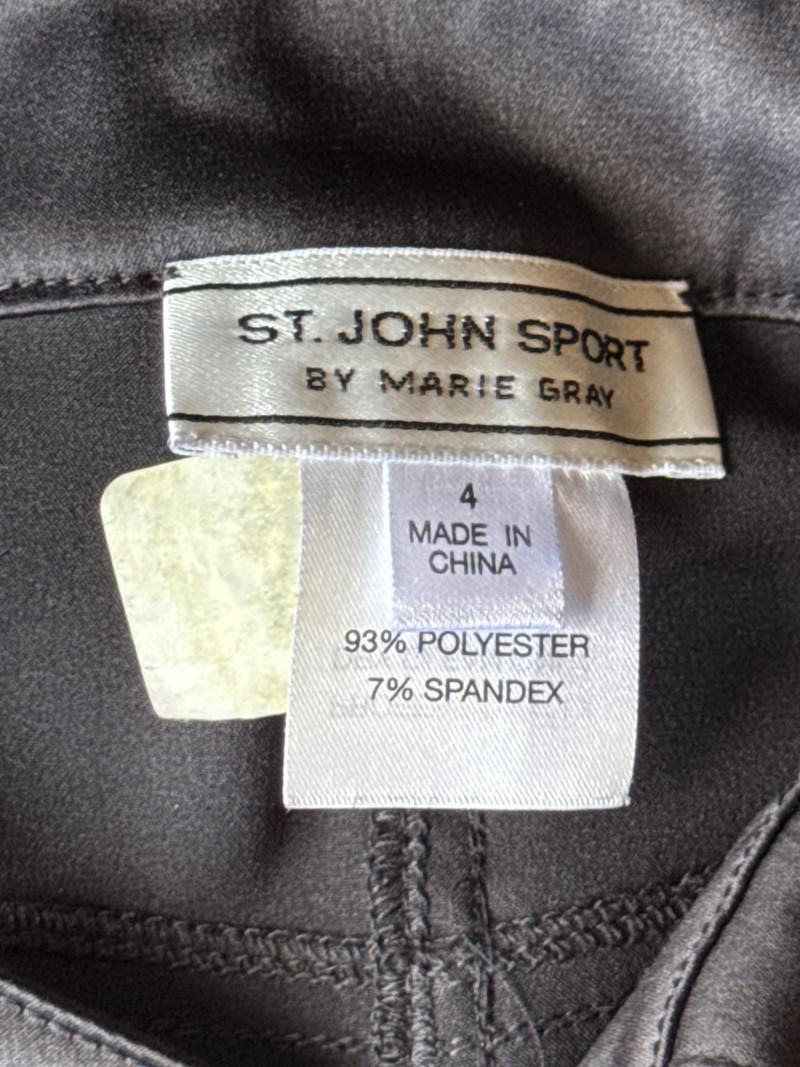 ST. JOHN SPORT
BY MARIE GRAY
4
MADE IN
CHINA
93% POLYESTER
7% SPANDEX